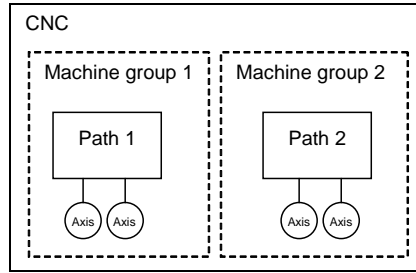 CNC
Machine group 1
Machine group 2
Path 1
Path 2
Axis
Axis
Axis
Axis